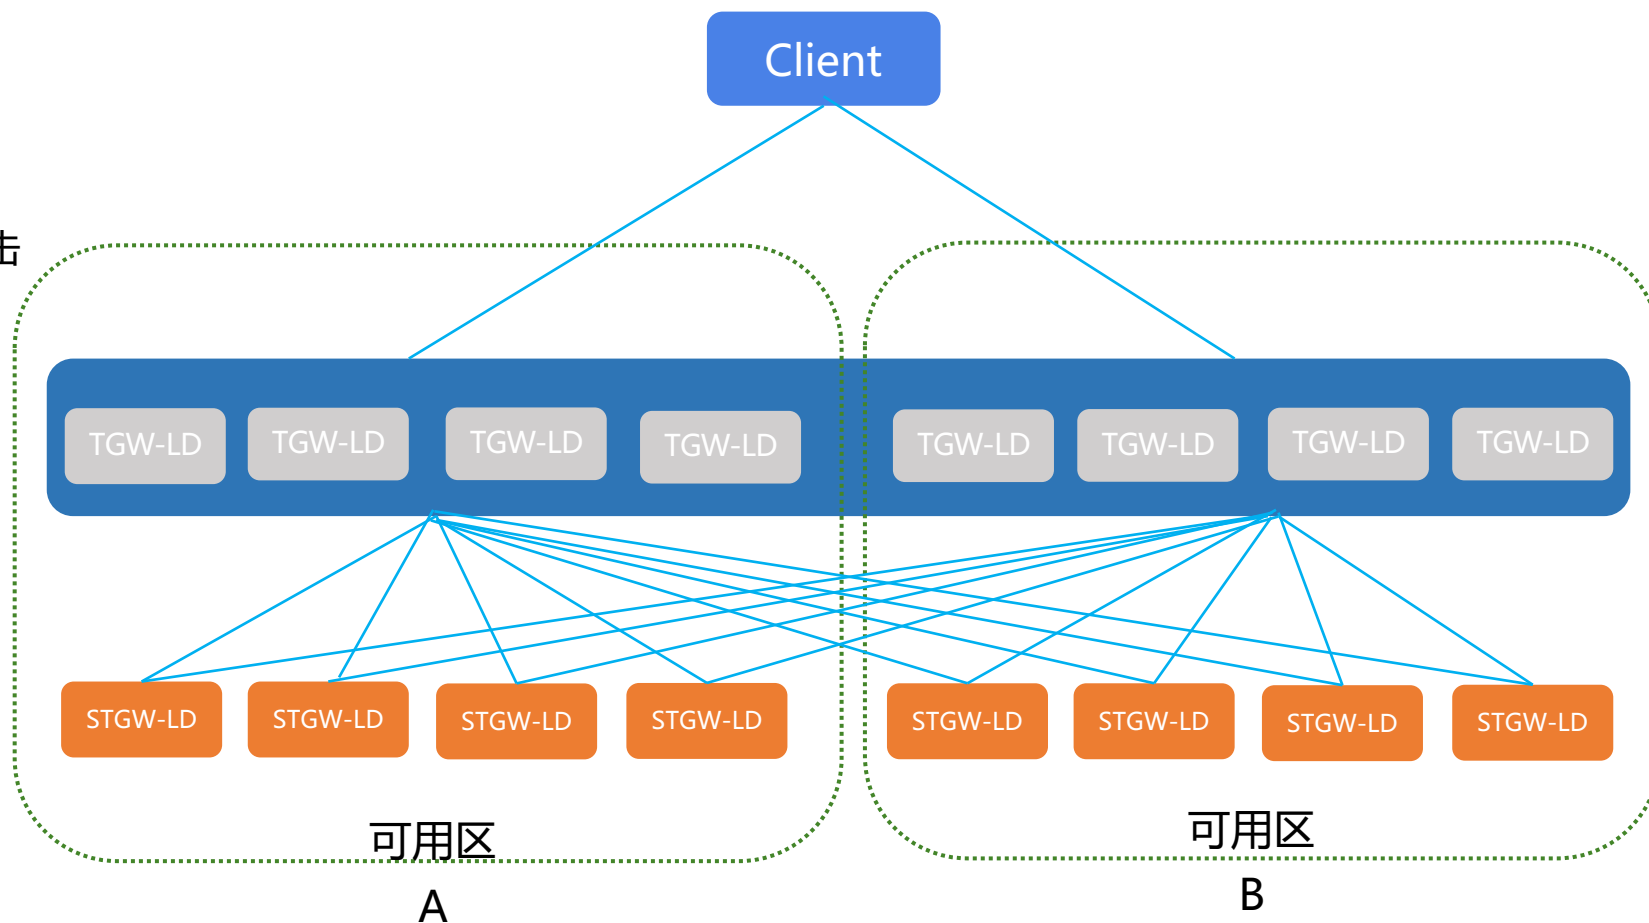 Client
击
TGW-LD TGW-LD TGW-LD TGW-LD TGW-LD TGW-LD TGW-LD TGW-LD
STGW-LD STGW-LD STGW-LD STGW-LD STGW-LD STGW-LD STGW-LD STGW-LD
可用区
A
可用区
B